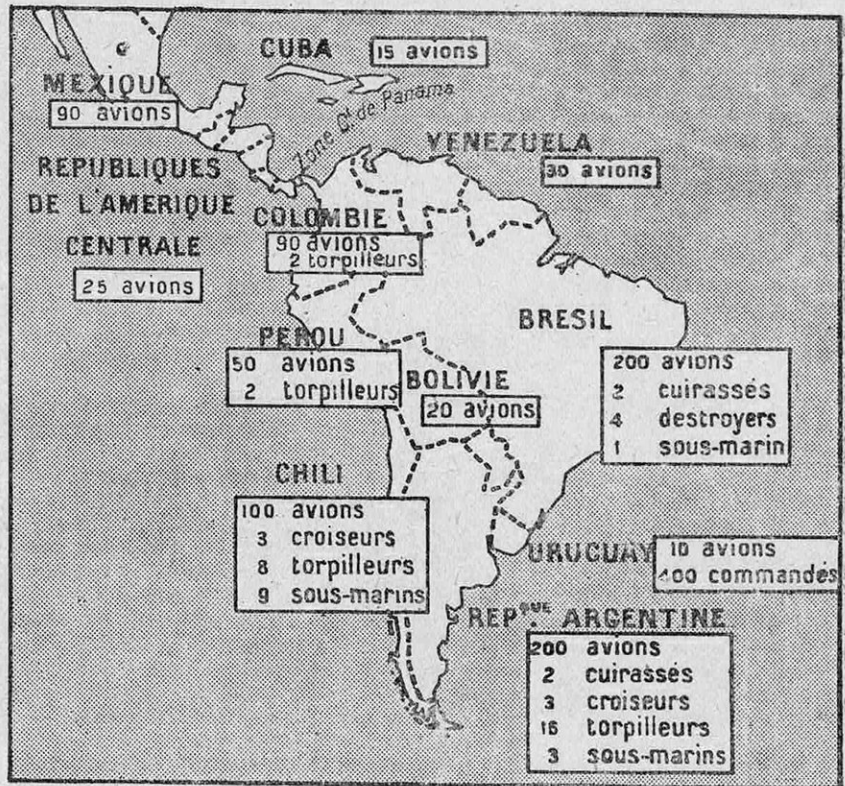 CUBA
15 avions
MEXIQUE
90 avions
Zone Cl de Panama
VENEZUELA
30 avions
REPUBLIQUES
DE L'AMERIQUE
CENTRALE
25 avions
COLOMBIE
90 avions
2 torpilleurs
BRESIL
200 avions
2 cuirassés
4 destroyers
1 sous-marin
PEROU
50 avions
2 torpilleurs
BOLIVIE
20 avions
CHILI
100 avions
3 croiseurs
8 torpilleurs
9 sous-marins
URUGUAY
10 avions
400 commandés
REPQUE. ARGENTINE
200 avions
2 cuirassés
3 croiseurs
16 torpilleurs
3 sous-marins